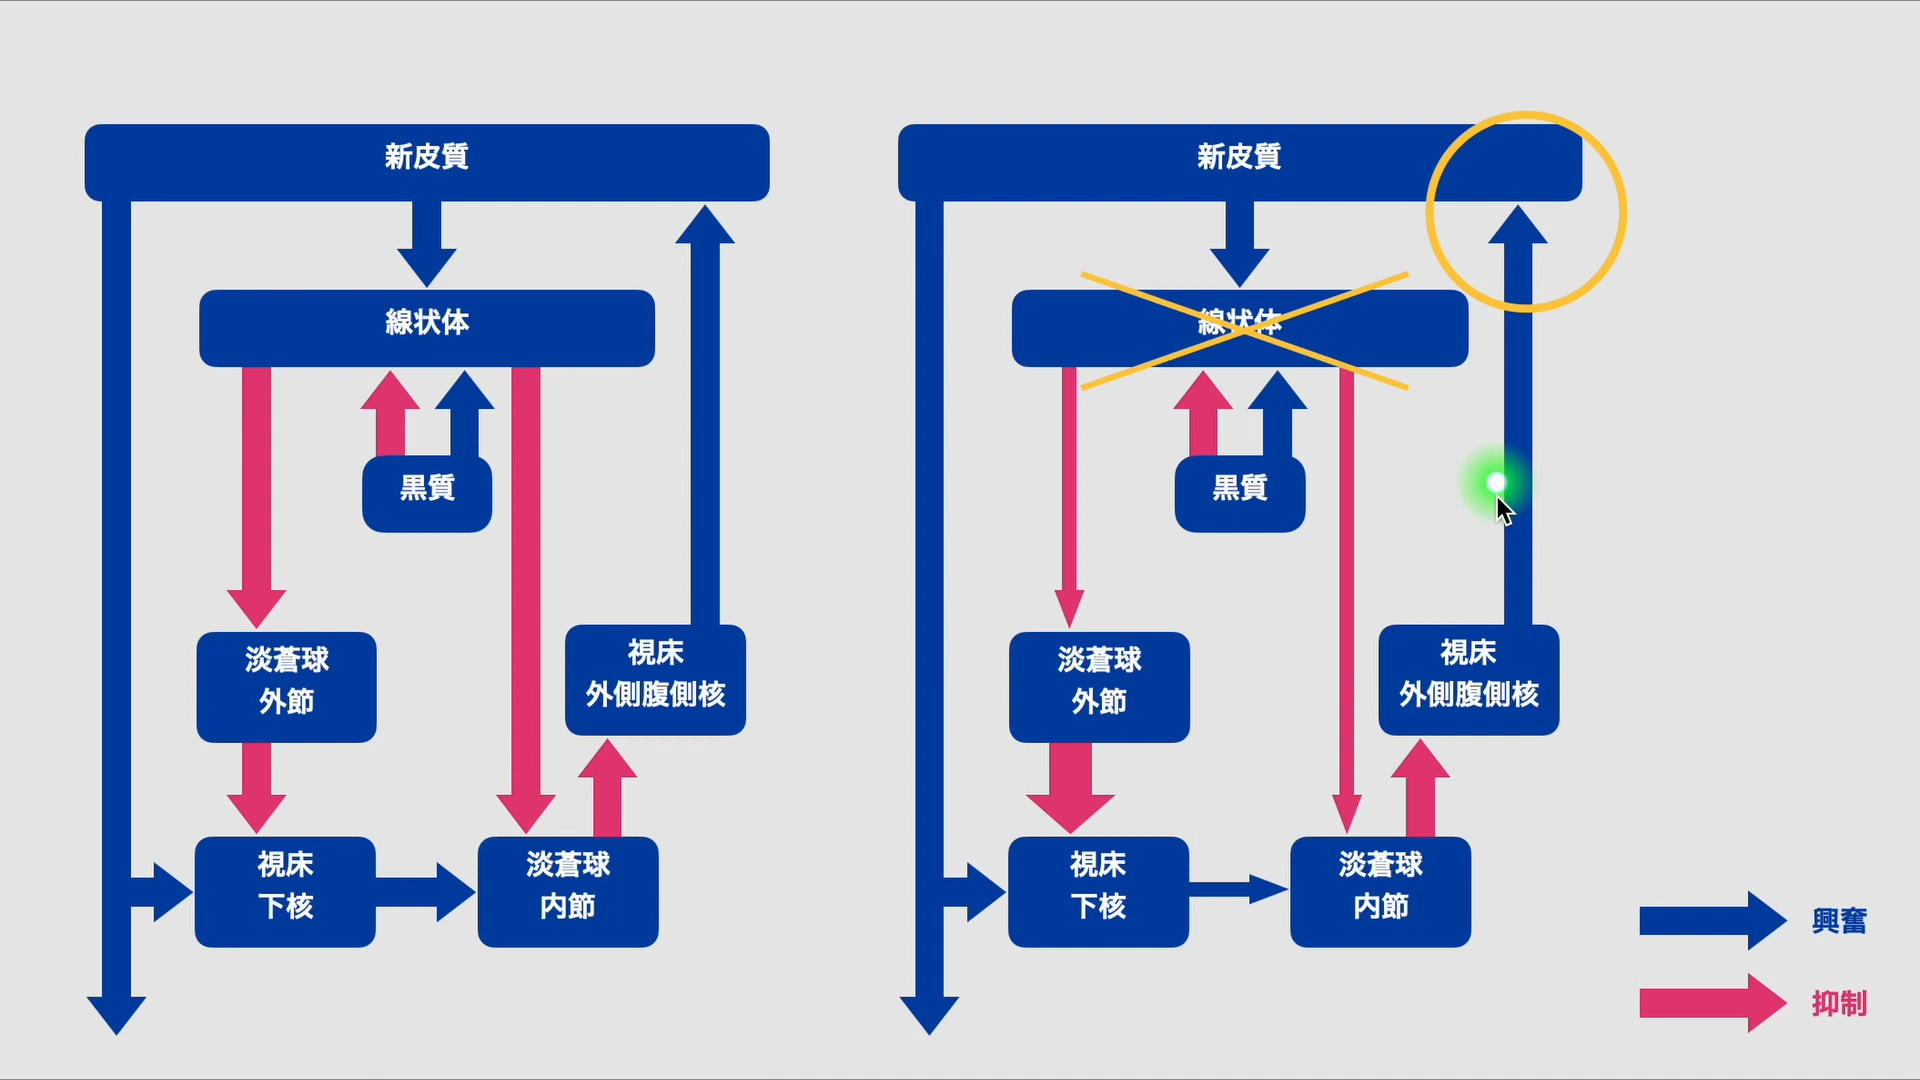 新皮質
線状体
黒質
淡蒼球
外節
視床
外側腹側核
視床
下核
淡蒼球
内節
新皮質
線状体
黒質
淡蒼球
外節
視床
外側腹側核
視床
下核
淡蒼球
内節
興奮
抑制